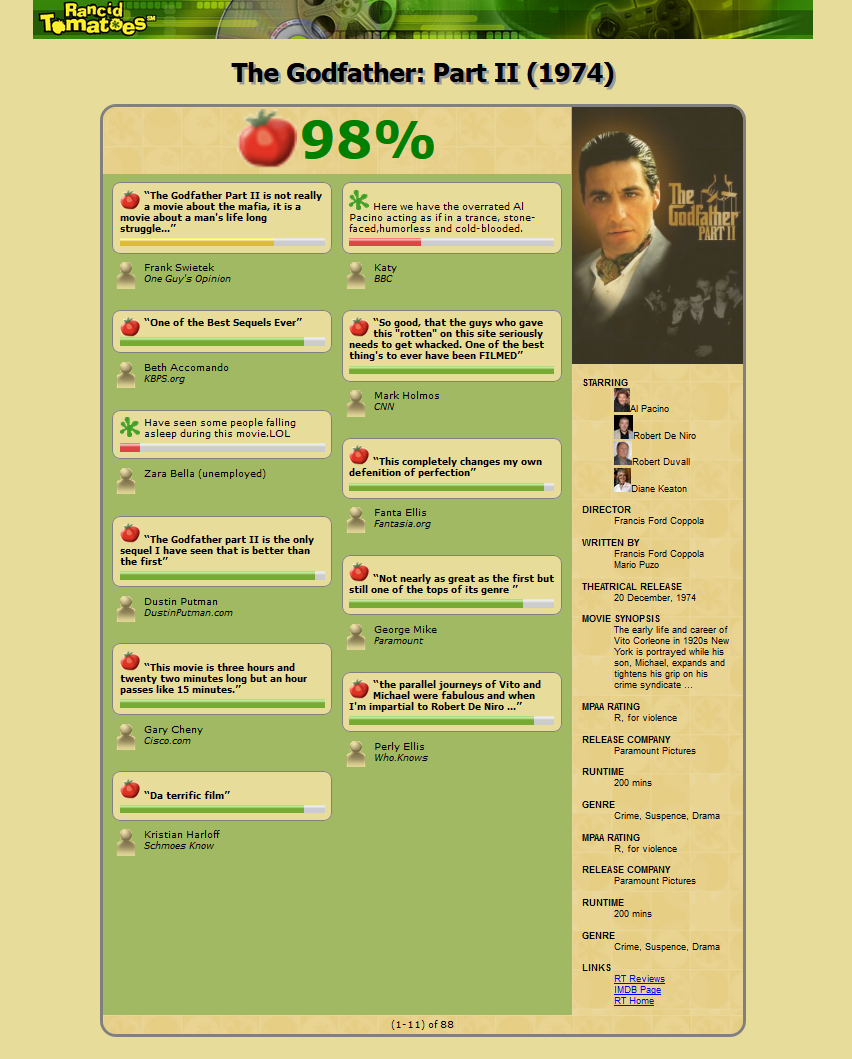 Rancid
Tomatoes SM
The Godfather: Part II (1974)
98%
“The Godfather Part II is not really
a movie about the mafia, it is a
movie about a man's life long
struggle...”
Frank Swietek
One Guy's Opinion
“One of the Best Sequels Ever”
Beth Accomando
KBPS.org
Have seen some people falling
asleep during this movie.LOL
Zara Bella (unemployed)
“The Godfather part II is the only
sequel I have seen that is better than
the first”
Dustin Putman
DustinPutman.com
“This movie is three hours and
twenty two minutes long but an hour
passes like 15 minutes.”
Gary Cheny
Cisco.com
“Da terrific film”
Kristian Harloff
Schmoes Know
Here we have the overrated Al
Pacino acting as if in a trance, stone-
faced,humorless and cold-blooded.
Katy
BBC
“So good, that the guys who gave
this "rotten" on this site seriously
needs to get whacked. One of the best
thing's to ever have been FILMED”
Mark Holmos
CNN
“This completely changes my own
defenition of perfection”
Fanta Ellis
Fantasia.org
“Not nearly as great as the first but
still one of the tops of its genre ”
George Mike
Paramount
“the parallel journeys of Vito and
Michael were fabulous and when
I'm impartial to Robert De Niro ...”
Perly Ellis
Who.Knows
The
Godfather
PART II
STARRING
Al Pacino
Robert De Niro
Robert Duvall
Diane Keaton
DIRECTOR
Francis Ford Coppola
WRITTEN BY
Francis Ford Coppola
Mario Puzo
THEATRICAL RELEASE
20 December, 1974
MOVIE SYNOPSIS
The early life and career of
Vito Corleone in 1920s New
York is portrayed while his
son, Michael, expands and
tightens his grip on his
crime syndicate ...
MPAA RATING
R, for violence
RELEASE COMPANY
Paramount Pictures
RUNTIME
200 mins
GENRE
Crime, Suspense, Drama
MPAA RATING
R, for violence
RELEASE COMPANY
Paramount Pictures
RUNTIME
200 mins
GENRE
Crime, Suspense, Drama
LINKS
RT Reviews
IMDB Page
RT Home
(1-11) of 88